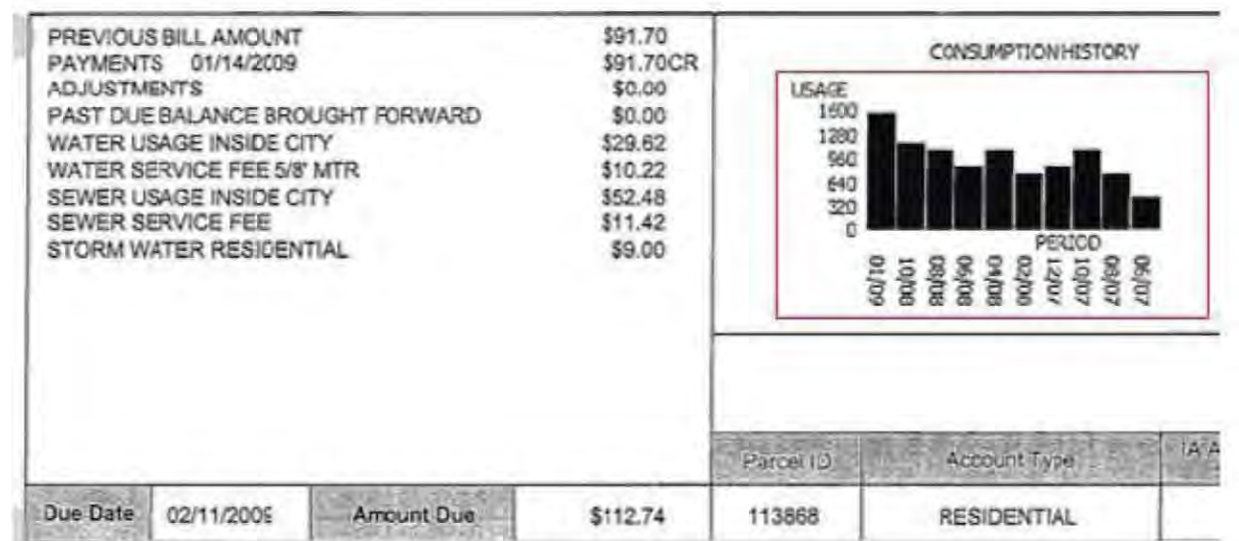 PREVIOUS BILL AMOUNT $91.70
PAYMENTS 01/14/2009 $91.70CR
ADJUSTMENTS $0.00
PAST DUE BALANCE BROUGHT FORWARD $0.00
WATER USAGE INSIDE CITY $29.62
WATER SERVICE FEE 5/8' MTR $10.22
SEWER USAGE INSIDE CITY $52.48
SEWER SERVICE FEE $11.42
STORM WATER RESIDENTIAL $9.00
CONSUMPTION HISTORY
USAGE
1600
1280
960
640
320
0
PERIOD
01/09
10/08
08/08
06/08
04/08
02/08
12/07
10/07
08/07
06/07
Parcel ID Account Type
Due Date 02/11/2009 Amount Due $112.74 113868 RESIDENTIAL